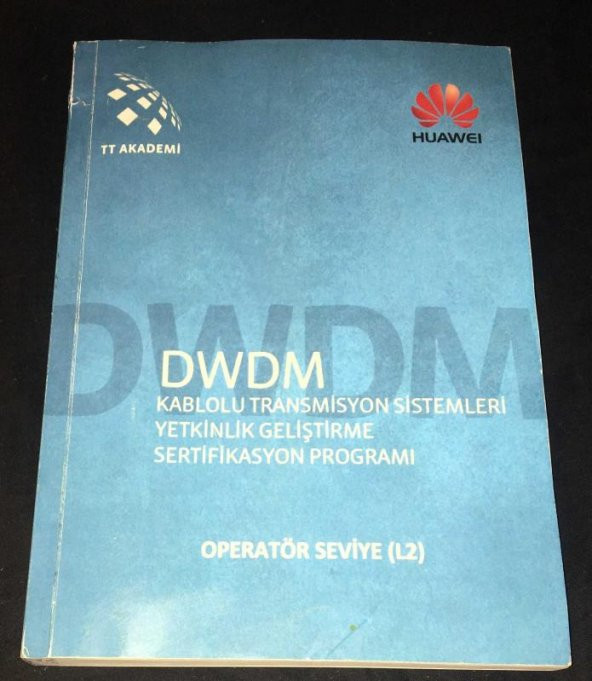 TT AKADEMİ
HUAWEI
DWDM
DWDM
KABLOLU TRANSMİSYON SİSTEMLERİ
YETKİNLİK GELİŞTİRME
SERTİFİKASYON PROGRAMI
OPERATÖR SEVİYE (L2)